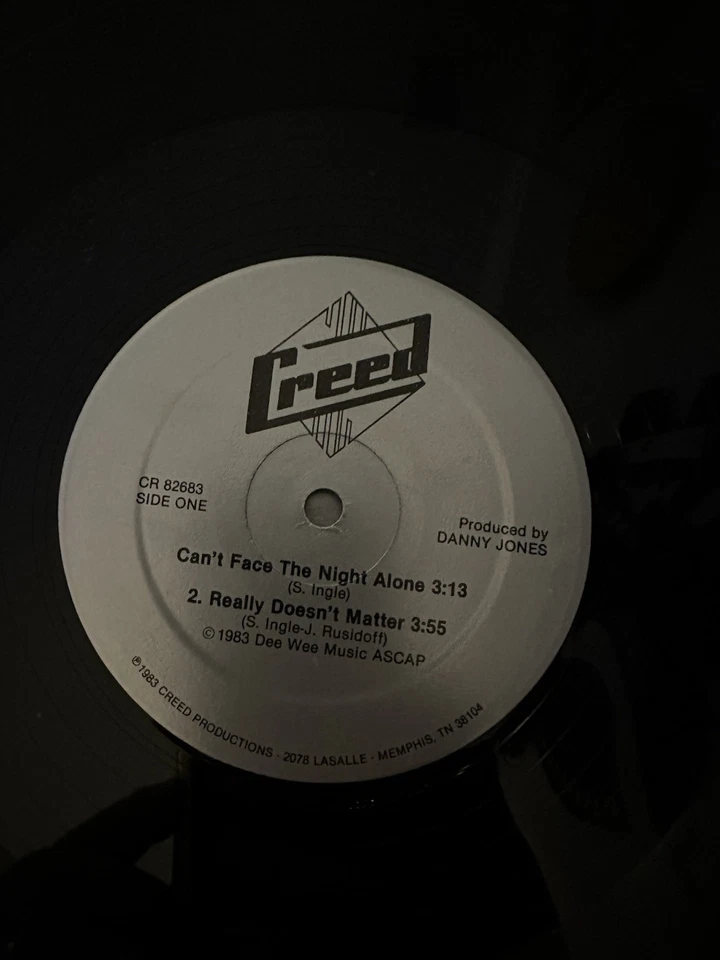 Creed
CR 82683
SIDE ONE
Produced by
DANNY JONES
Can't Face The Night Alone 3:13
(S. Ingle)
2. Really Doesn't Matter 3:55
(S. Ingle-J. Rusidoff)
©1983 Dee Wee Music ASCAP
℗1983 CREED PRODUCTIONS - 2078 LASALLE - MEMPHIS, TN 38104